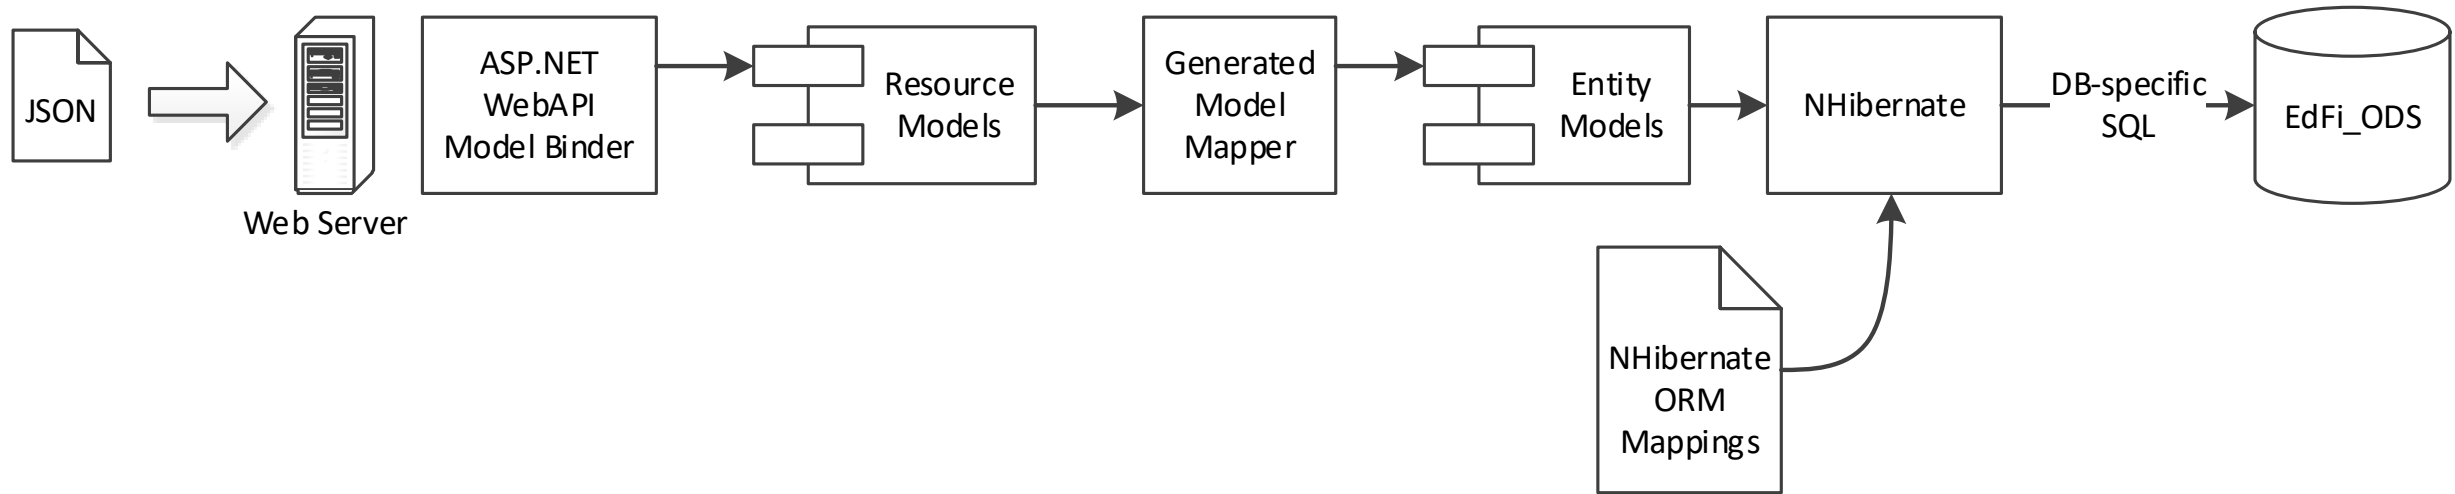 JSON
Web Server
ASP.NET
WebAPI
Model Binder
Resource
Models
Generated
Model
Mapper
Entity
Models
NHibernate
DB-specific
SQL
EdFi_ODS
NHibernate
ORM
Mappings